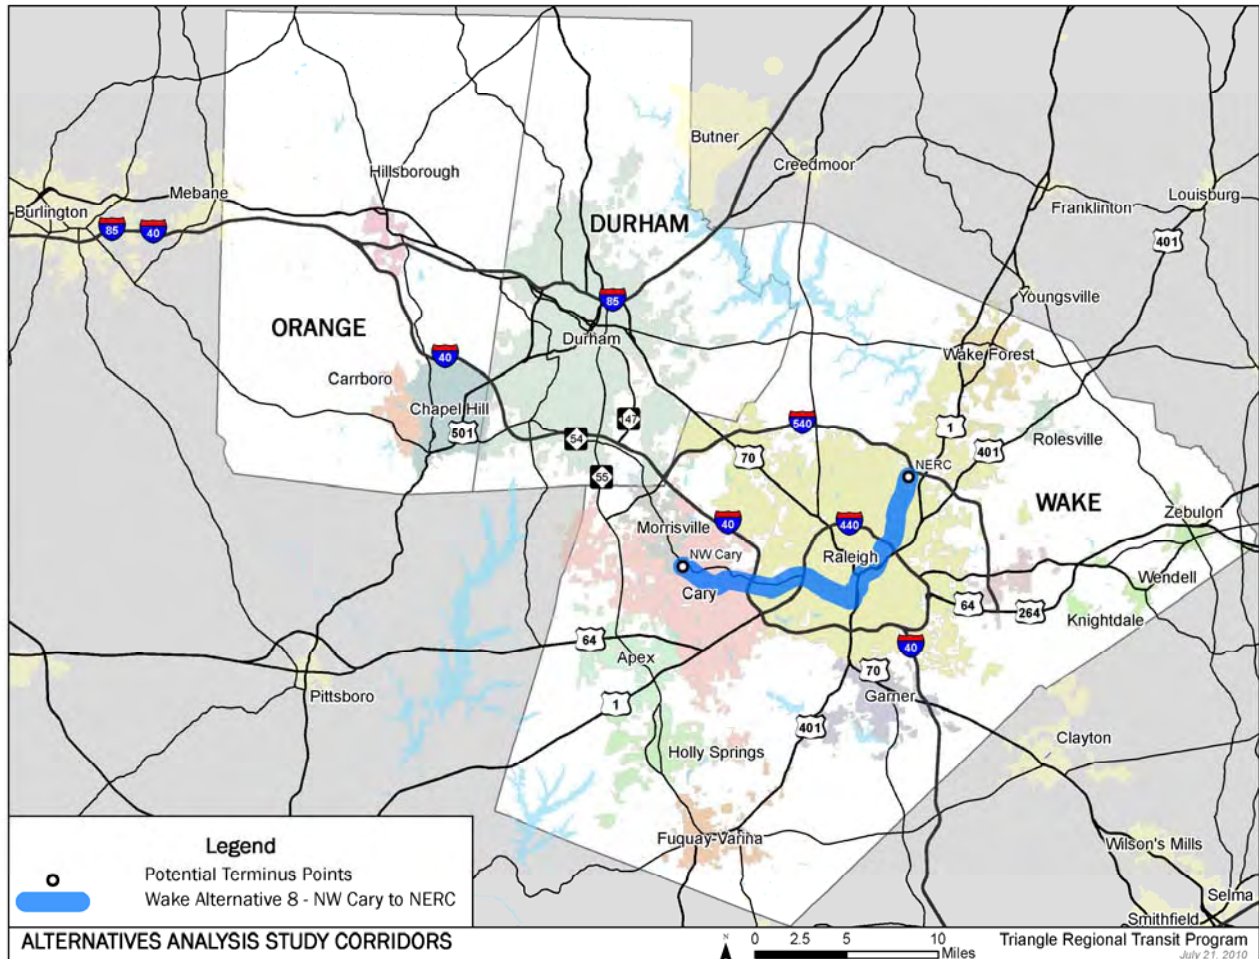 Butner
Creedmoor
Hillsborough
Mebane
Burlington
85
40
Louisburg
Franklinton
401
DURHAM
85
Youngsville
ORANGE
Durham
40
Wake Forest
Carrboro
Chapel Hill
501
147
54
540
1
401
Rolesville
70
55
NERC
WAKE
Zebulon
Morrisville
40
440
NW Cary
Raleigh
Cary
Wendell
64
264
Knightdale
64
40
Apex
70
Garner
Pittsboro
1
401
Clayton
Holly Springs
Fuquay-Varina
Wilson's Mills
Selma
Smithfield
Legend
Potential Terminus Points
Wake Alternative 8 - NW Cary to NERC
ALTERNATIVES ANALYSIS STUDY CORRIDORS
N
0 2.5 5 10
Miles
Triangle Regional Transit Program
July 21, 2010